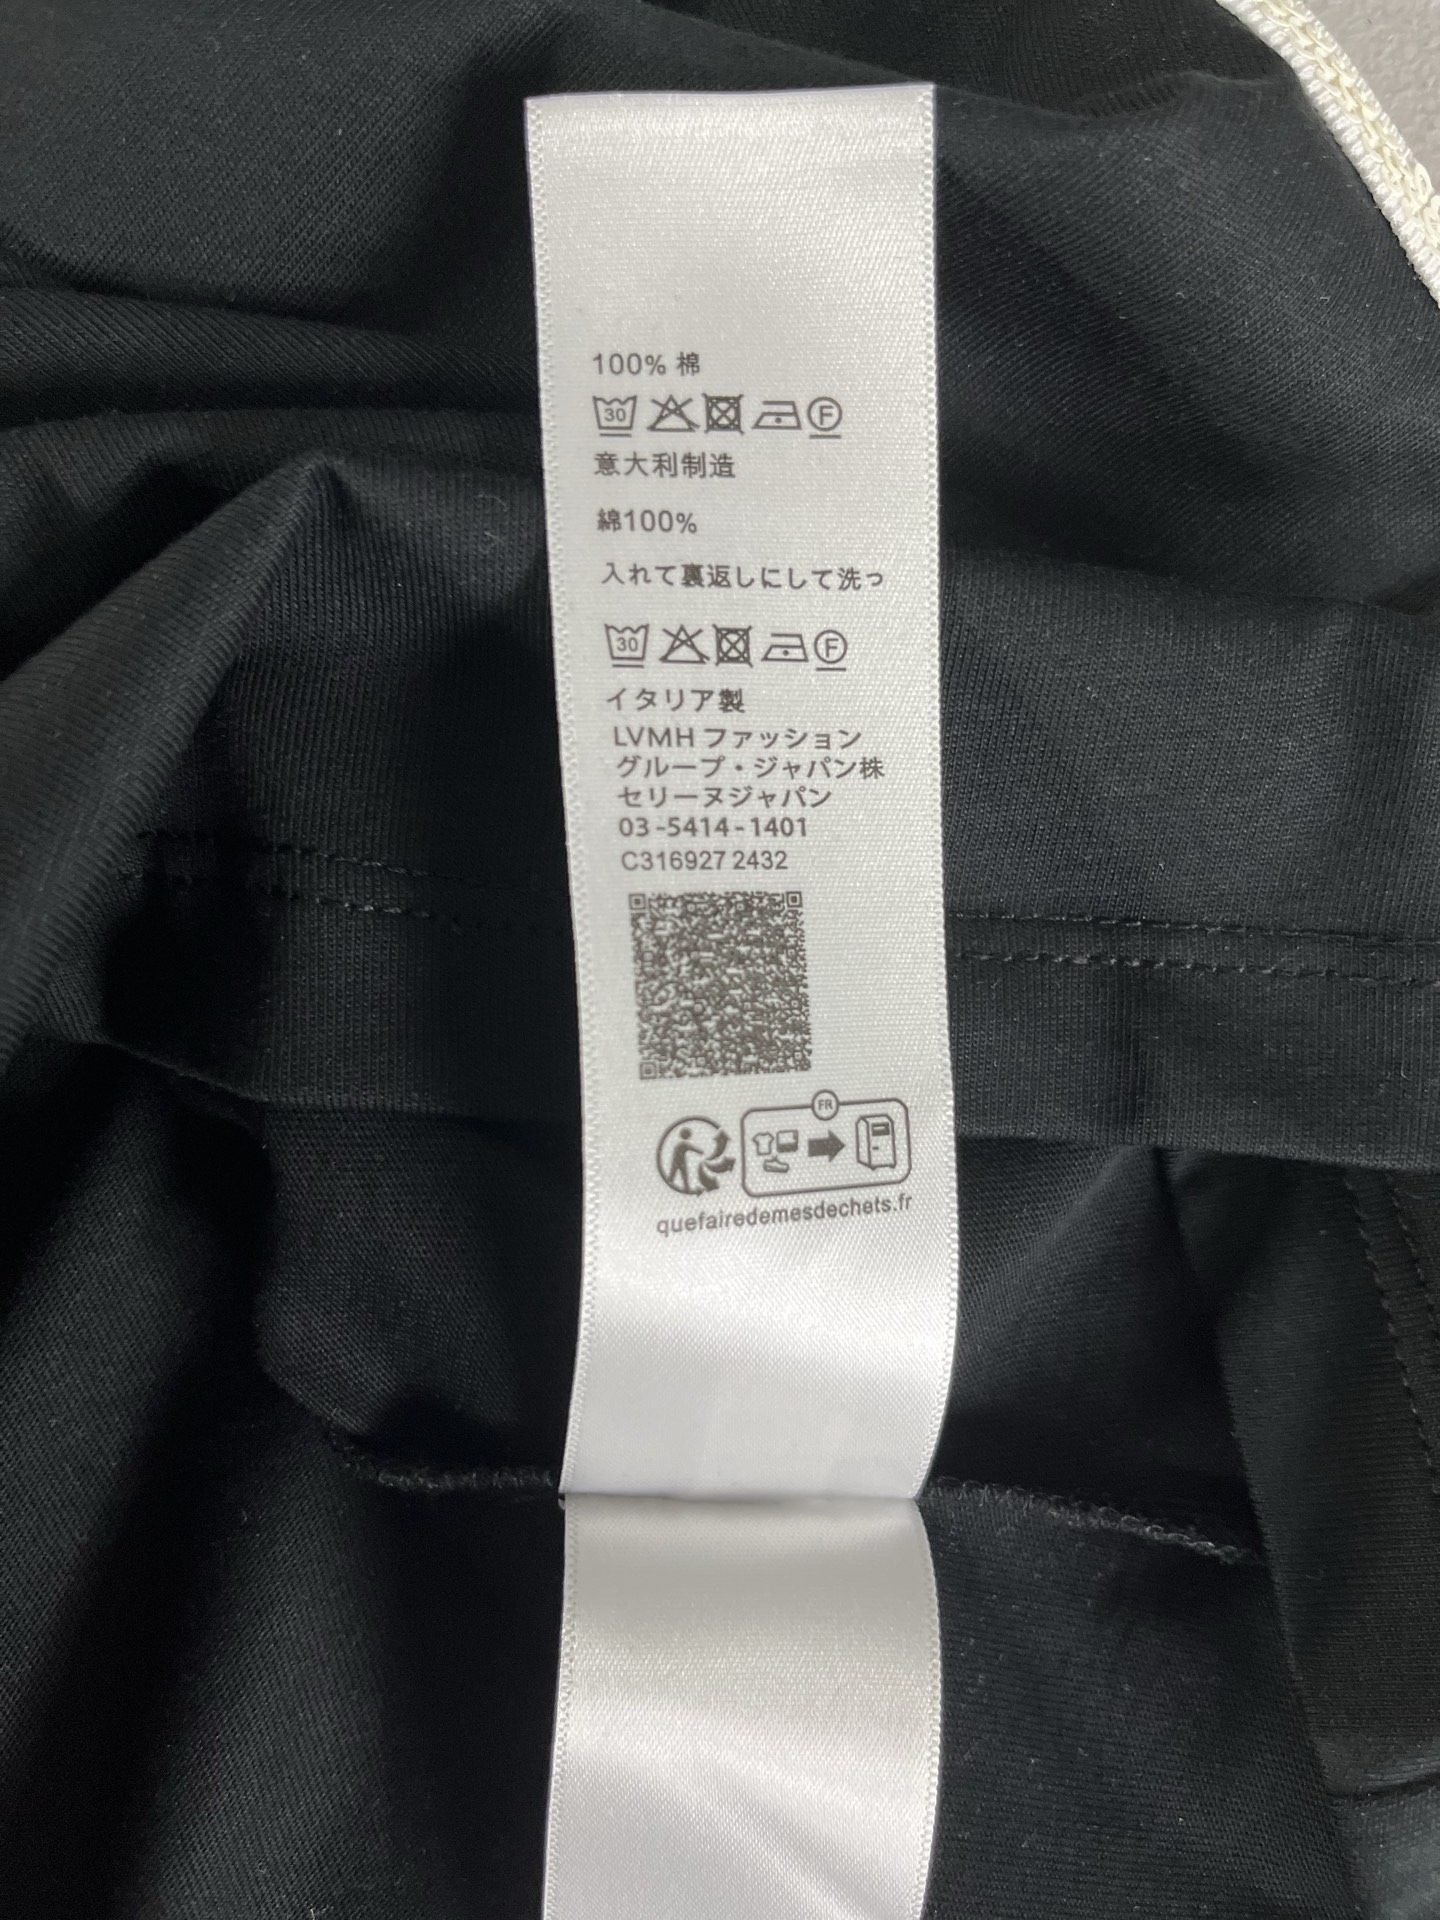 100% 棉
30 F
意大利制造
綿100%
入れて裏返しにして洗っ
30 F
イタリア製
LVMH ファッション
グループ・ジャパン株
セリーヌジャパン
03-5414-1401
C316927 2432
FR
quefairedemesdechets.fr